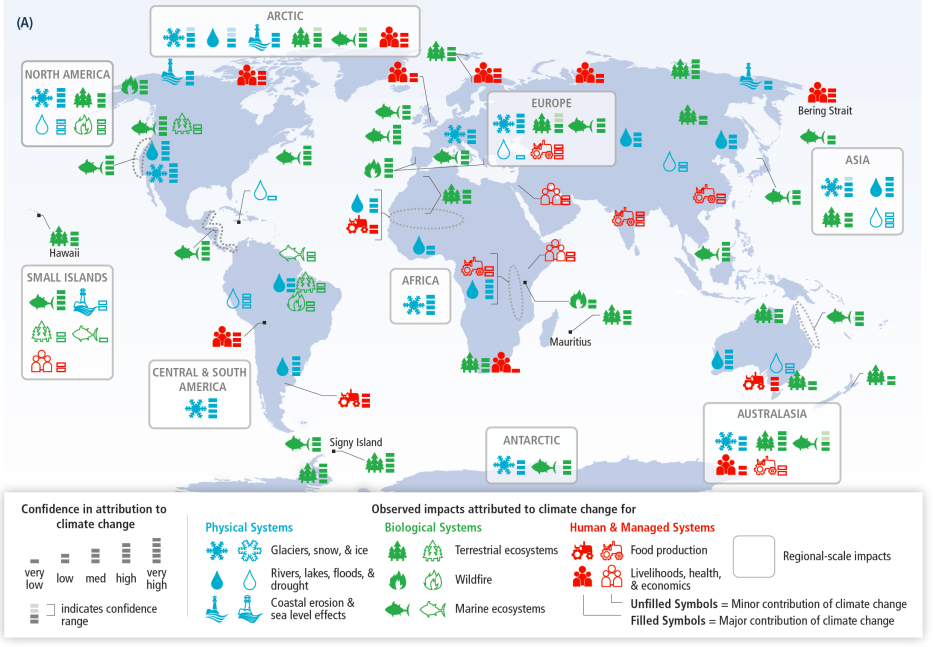 (A)
ARCTIC
NORTH AMERICA
EUROPE
Bering Strait
ASIA
Hawaii
SMALL ISLANDS
AFRICA
Mauritius
CENTRAL & SOUTH
AMERICA
Signy Island
ANTARCTIC
AUSTRALASIA
Confidence in attribution to
climate change
very
low
low
med
high
very
high
indicates confidence
range
Observed impacts attributed to climate change for
Physical Systems
Glaciers, snow, & ice
Rivers, lakes, floods, &
drought
Coastal erosion &
sea level effects
Biological Systems
Terrestrial ecosystems
Wildfire
Marine ecosystems
Human & Managed Systems
Food production
Livelihoods, health,
& economics
Regional-scale impacts
Unfilled Symbols = Minor contribution of climate change
Filled Symbols = Major contribution of climate change